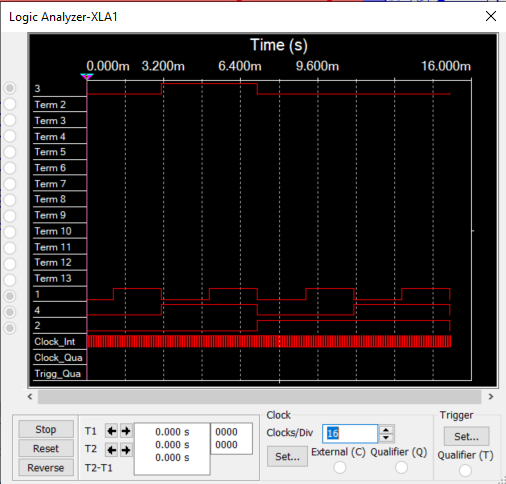 Logic Analyzer-XLA1
Time (s)
0.000m 3.200m 6.400m 9.600m 16.000m
3
Term 2
Term 3
Term 4
Term 5
Term 6
Term 7
Term 8
Term 9
Term 10
Term 11
Term 12
Term 13
1
4
2
Clock_Int
Clock_Qua
Trigg_Qua
Stop
Reset
Reverse
T1
T2
T2-T1
0.000 s
0.000 s
0.000 s
0000
0000
Clock
Clocks/Div 16
Set...
External (C) Qualifier (Q)
Trigger
Set...
Qualifier (T)